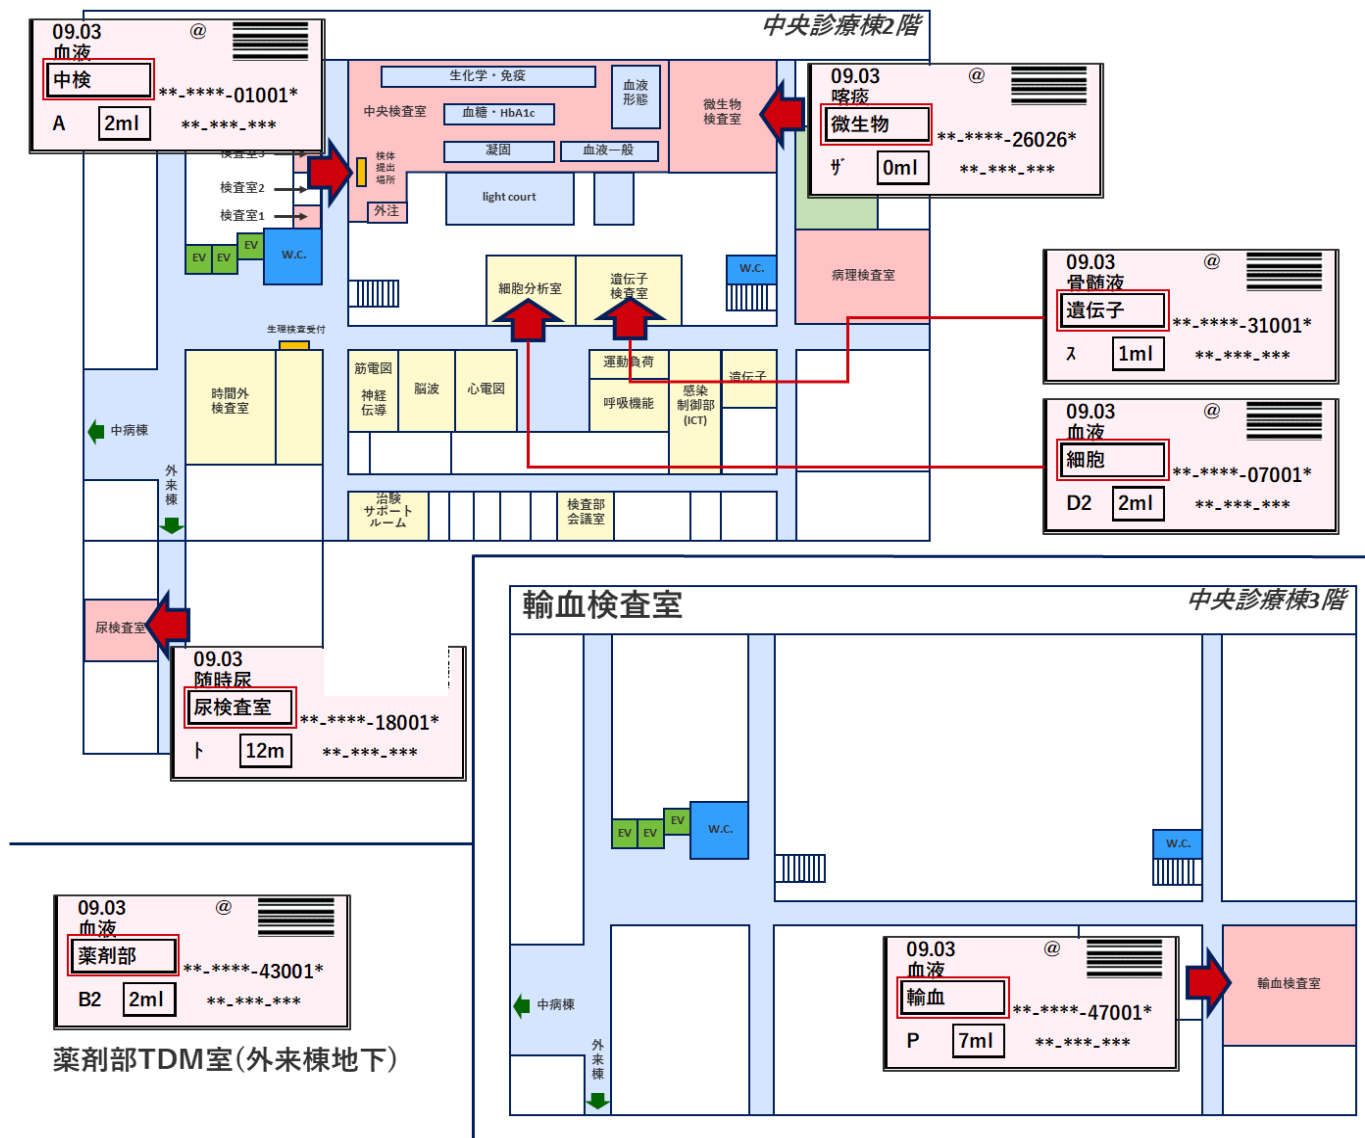 中央診療棟2階
09.03
@
血液
中検
**-****-01001*
A
2ml
**-***-***
生化学・免疫
血液
形態
中央検査室
血糖・HbA1c
凝固
血液一般
検体
提出
場所
外注
微生物
検査室
09.03
@
喀痰
微生物
**-****-26026*
ザ
0ml
**-***-***
検査室2
検査室1
light court
EV
EV
EV
W.C.
細胞分析室
遺伝子
検査室
W.C.
病理検査室
09.03
@
骨髄液
遺伝子
**-****-31001*
ス
1ml
**-***-***
生理検査受付
時間外
検査室
筋電図
神経
伝導
脳波
心電図
運動負荷
呼吸機能
感染
制御部
(ICT)
遺伝子
09.03
@
血液
細胞
**-****-07001*
D2
2ml
**-***-***
中病棟
外来棟
治験
サポート
ルーム
検査部
会議室
尿検査室
09.03
随時尿
尿検査室
**-****-18001*
ト
12m
**-***-***
輸血検査室
中央診療棟3階
EV
EV
EV
W.C.
W.C.
09.03
@
血液
薬剤部
**-****-43001*
B2
2ml
**-***-***
薬剤部TDM室(外来棟地下)
中病棟
外来棟
09.03
@
血液
輸血
**-****-47001*
P
7ml
**-***-***
輸血検査室